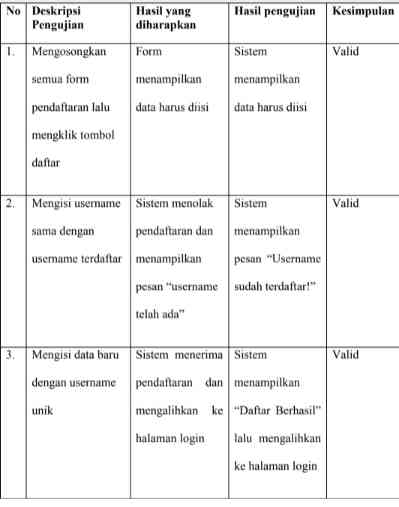 No Deskripsi Pengujian Hasil yang diharapkan Hasil pengujian Kesimpulan
1. Mengosongkan Form Sistem Valid
semua form menampilkan menampilkan
pendaftaran lalu data harus diisi data harus diisi
mengklik tombol
daftar
2. Mengisi username Sistem menolak Sistem Valid
sama dengan pendaftaran dan menampilkan
username terdaftar menampilkan pesan “Username
pesan “username sudah terdaftar!”
telah ada”
3. Mengisi data baru Sistem menerima Sistem Valid
dengan username pendaftaran dan menampilkan
unik mengalihkan ke “Daftar Berhasil”
halaman login lalu mengalihkan
ke halaman login